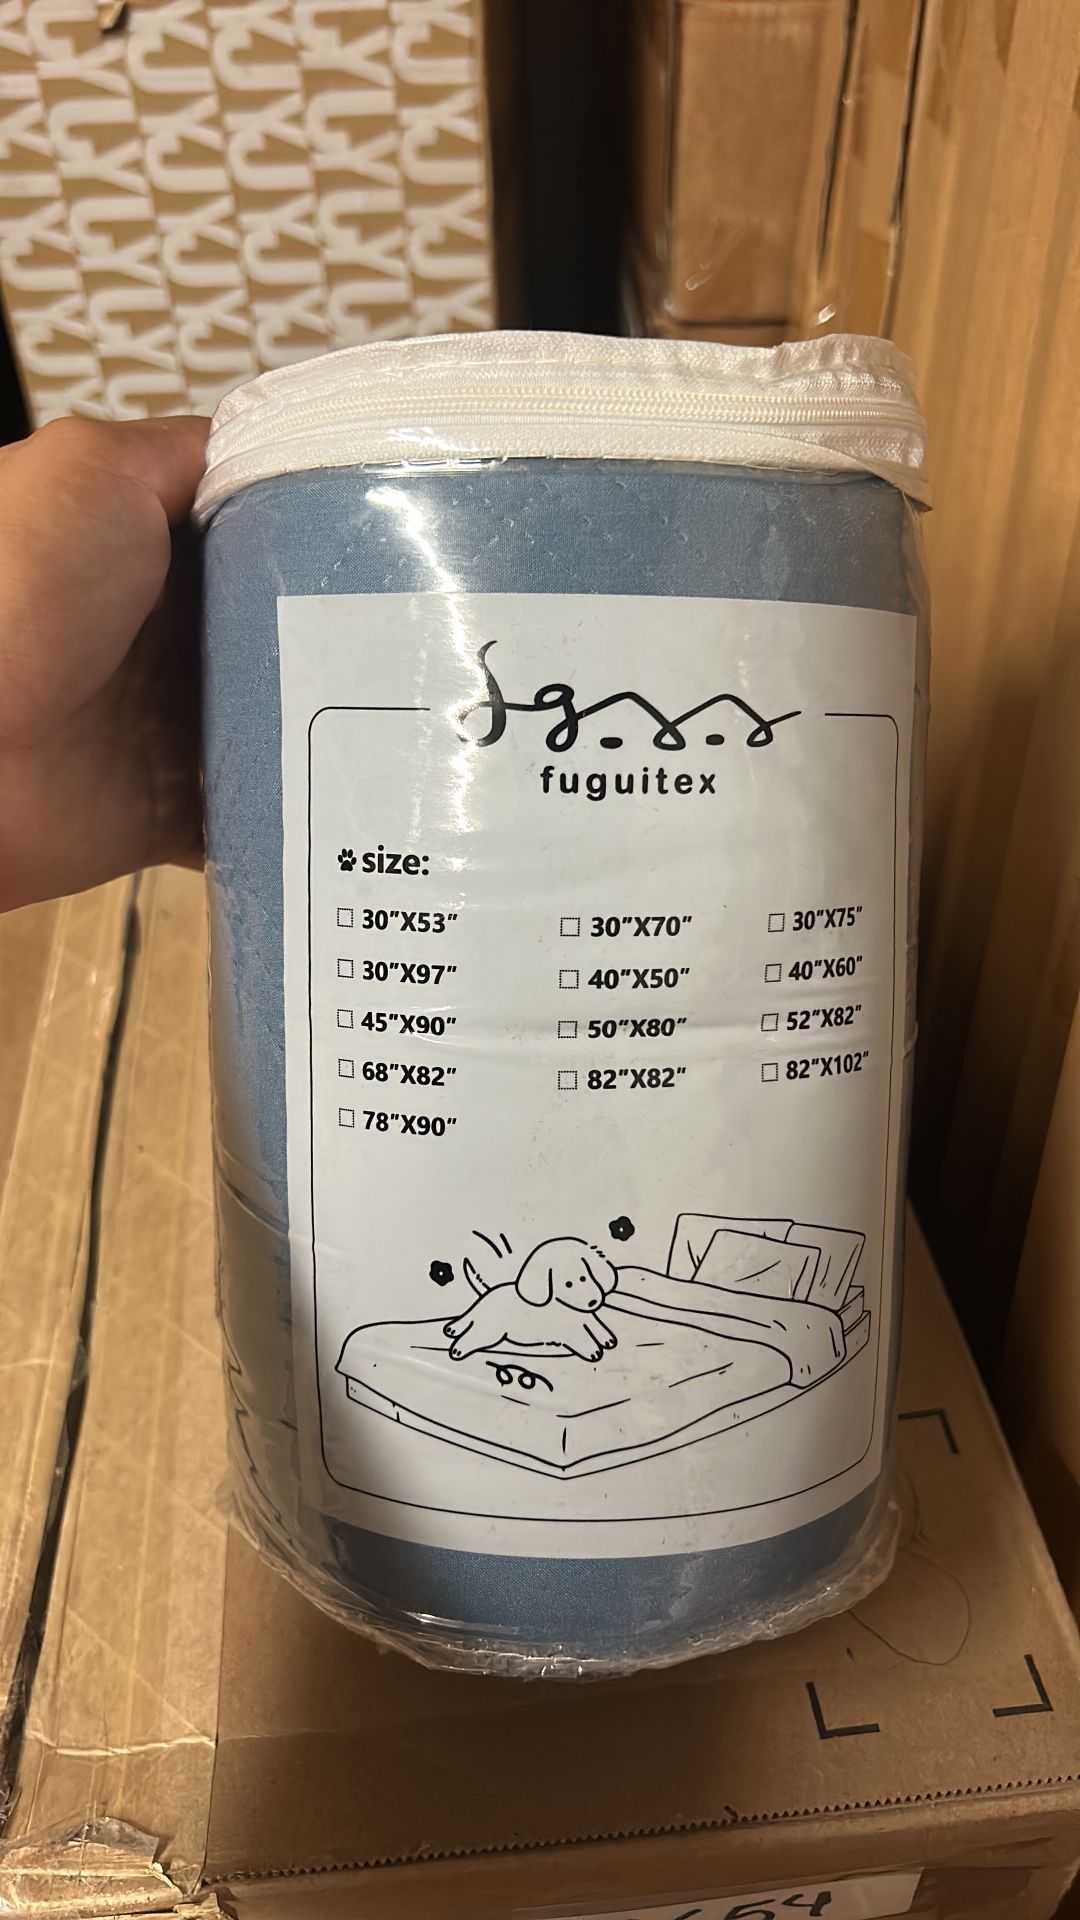 fuguitex
size:
30"X53" 30"X70" 30"X75"
30"X97" 40"X50" 40"X60"
45"X90" 50"X80" 52"X82"
68"X82" 82"X82" 82"X102"
78"X90"